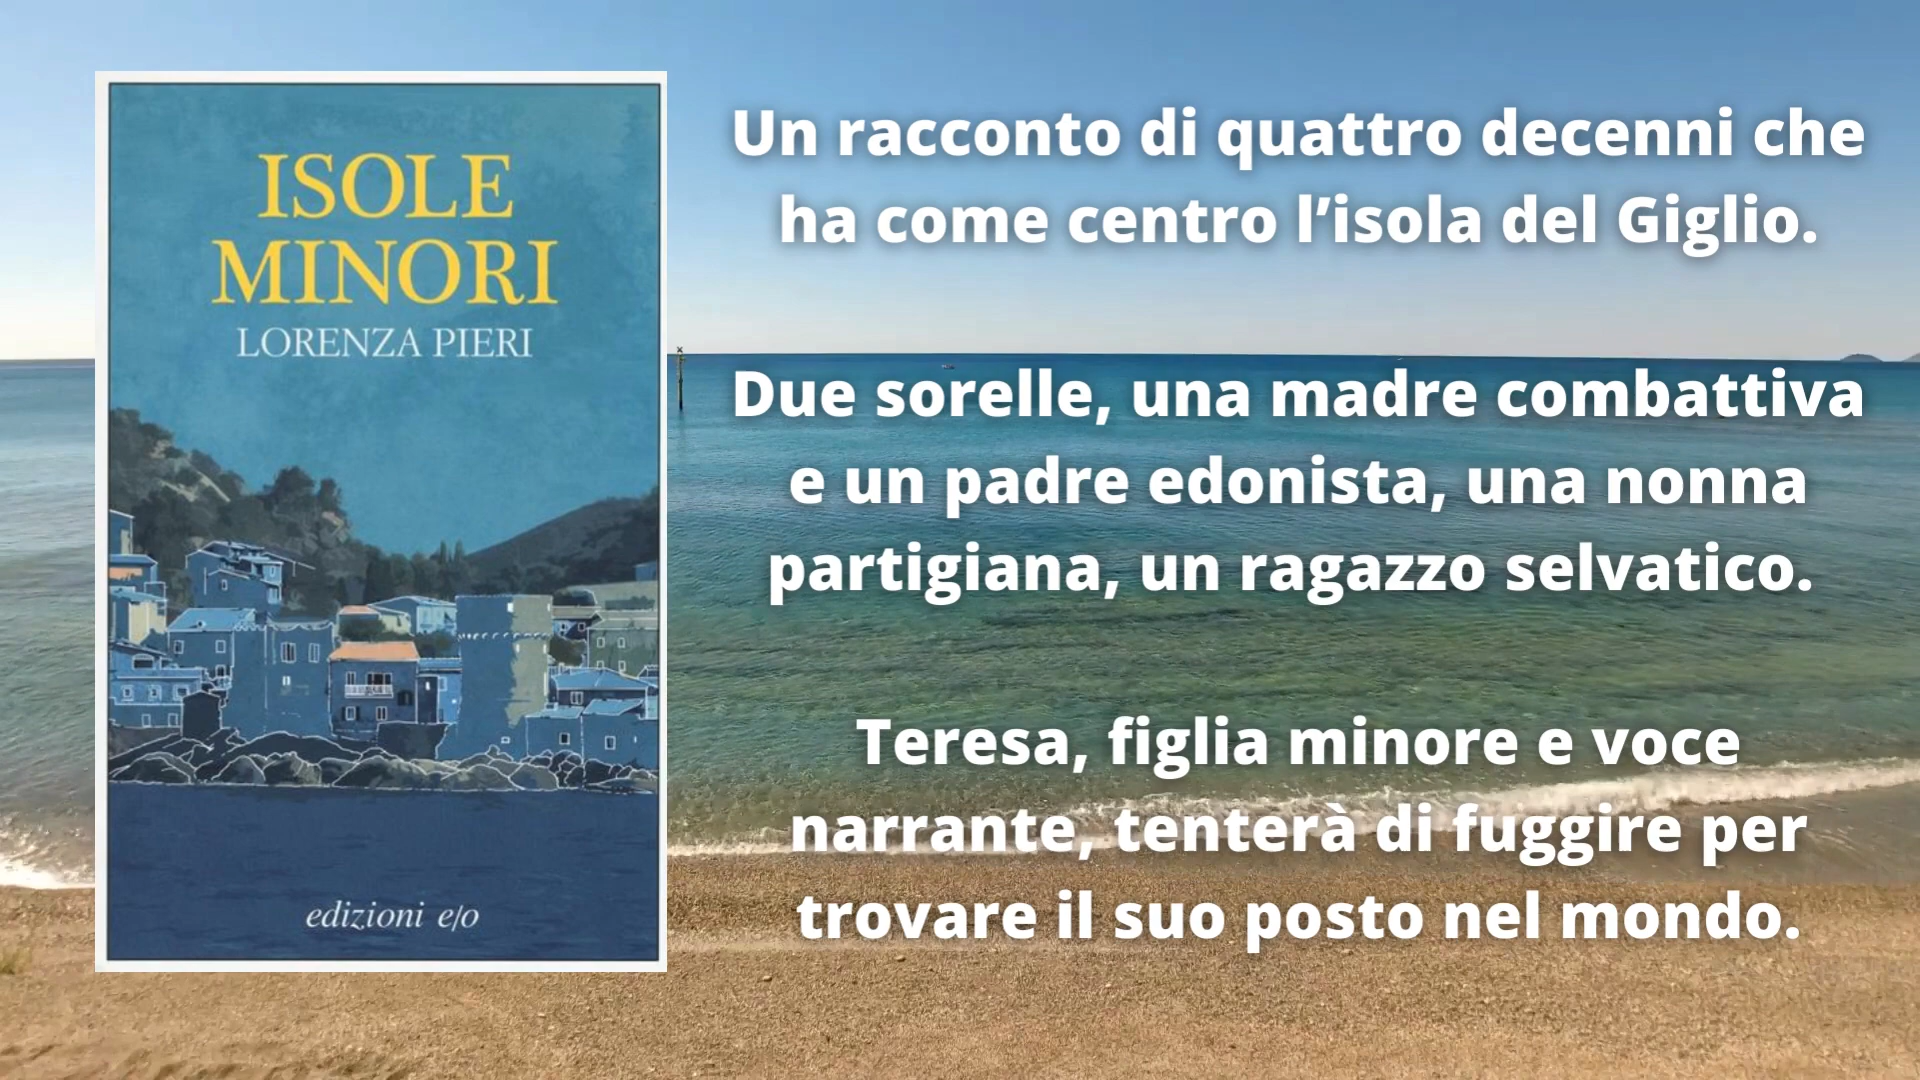 ISOLE
MINORI
LORENZA PIERI
edizioni e/o
Un racconto di quattro decenni che
ha come centro l’isola del Giglio.
Due sorelle, una madre combattiva
e un padre edonista, una nonna
partigiana, un ragazzo selvatico.
Teresa, figlia minore e voce
narrante, tenterà di fuggire per
trovare il suo posto nel mondo.